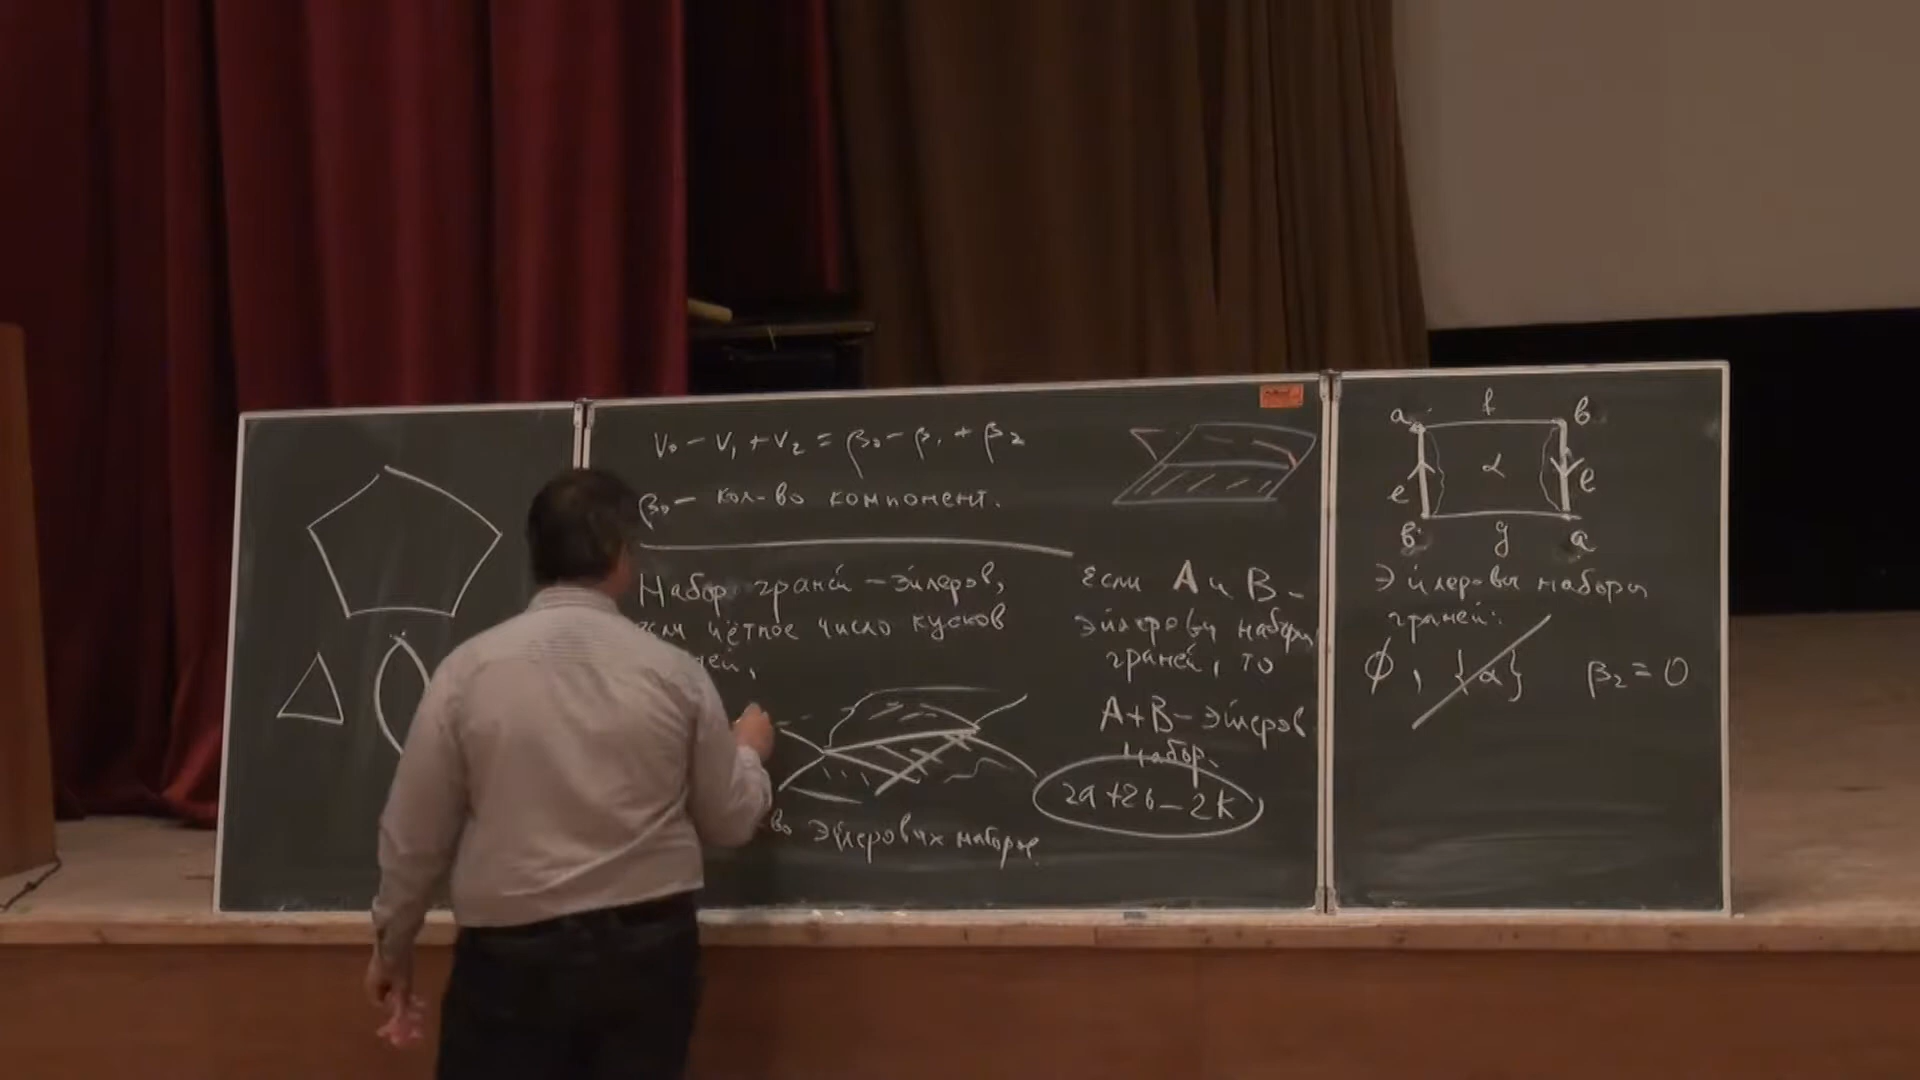 V₀ − V₁ + V₂ = β₀ − β₁ + β₂
β₀ − кол-во компонент.
Набор граней – эйлеров,
если чётное число кусков
ней,
-во эйлеровых наборов
Если A и B –
эйлеровы наборы
граней, то
A+B – эйлеров
набор.
2a+2b−2k
a f b
e α e
b g a
Эйлеровы наборы
граней:
∅, {α} β₂ = 0